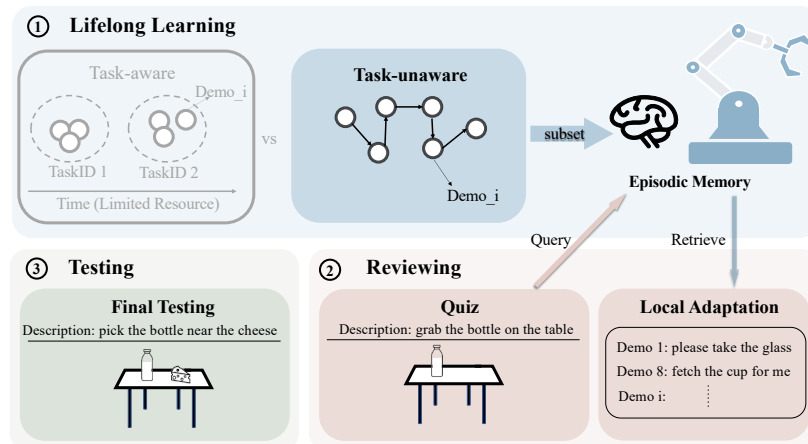 ① Lifelong Learning
Task-aware
Demo_i
TaskID 1
TaskID 2
Time (Limited Resource)
vs
Task-unaware
Demo_i
subset
Episodic Memory
Query
Retrieve
③ Testing
Final Testing
Description: pick the bottle near the cheese
② Reviewing
Quiz
Description: grab the bottle on the table
Local Adaptation
Demo 1: please take the glass
Demo 8: fetch the cup for me
Demo i: